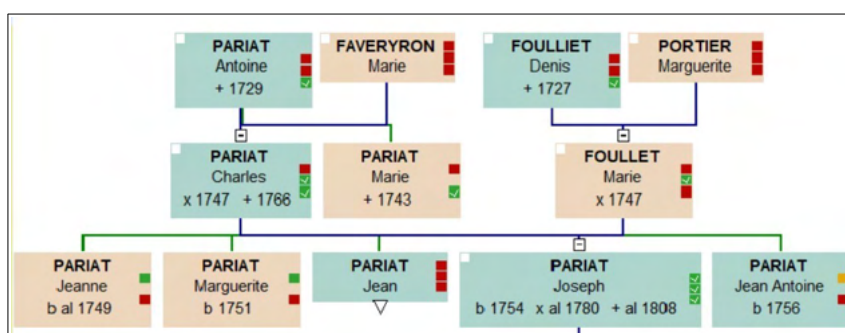 PARIAT
Antoine
+ 1729
FAVERYRON
Marie
FOULLIET
Denis
+ 1727
PORTIER
Marguerite
PARIAT
Charles
x 1747 + 1766
PARIAT
Marie
+ 1743
FOULLET
Marie
x 1747
PARIAT
Jeanne
b al 1749
PARIAT
Marguerite
b 1751
PARIAT
Jean
PARIAT
Joseph
b 1754 x al 1780 + al 1808
PARIAT
Jean Antoine
b 1756